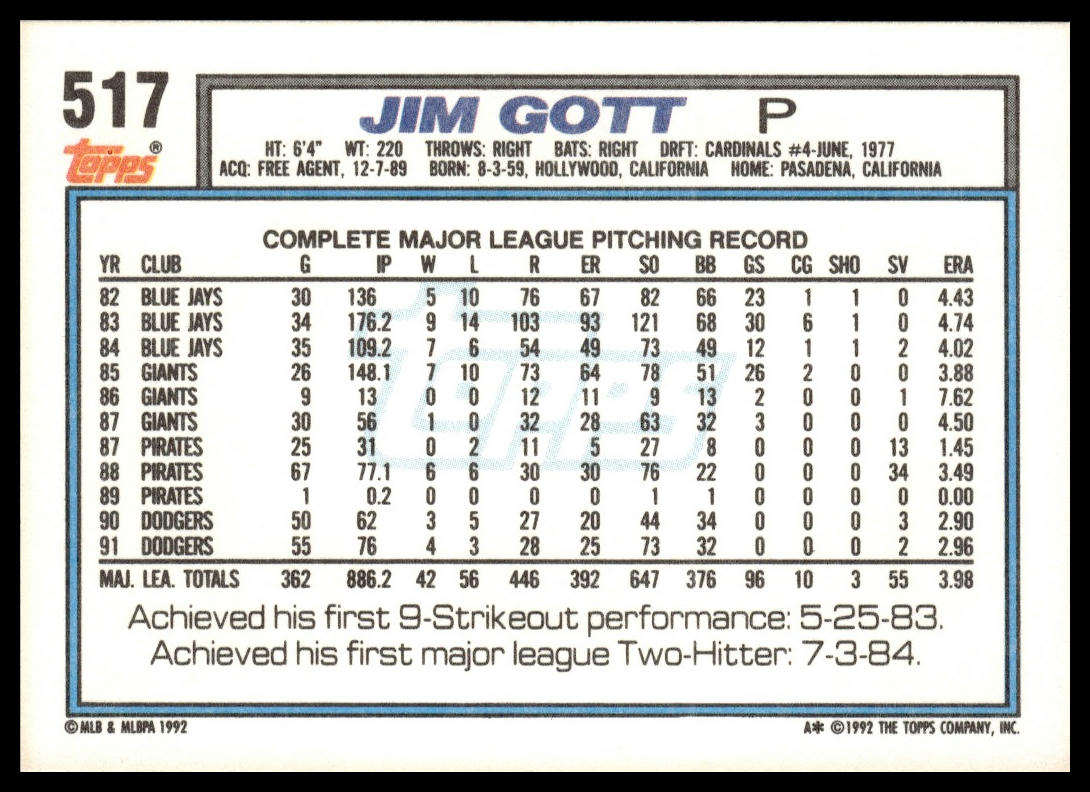 517
JIM GOTT P
topps®
HT: 6'4" WT: 220 THROWS: RIGHT BATS: RIGHT DRFT: CARDINALS #4-JUNE, 1977
ACQ: FREE AGENT, 12-7-89 BORN: 8-3-59, HOLLYWOOD, CALIFORNIA HOME: PASADENA, CALIFORNIA
COMPLETE MAJOR LEAGUE PITCHING RECORD
YR CLUB G IP W L R ER SO BB GS CG SHO SV ERA
82 BLUE JAYS 30 136 5 10 76 67 82 66 23 1 1 0 4.43
83 BLUE JAYS 34 176.2 9 14 103 93 121 68 30 6 1 0 4.74
84 BLUE JAYS 35 109.2 7 6 54 49 73 49 12 1 1 2 4.02
85 GIANTS 26 148.1 7 10 73 64 78 51 26 2 0 0 3.88
86 GIANTS 9 13 0 0 12 11 9 13 2 0 0 1 7.62
87 GIANTS 30 56 1 0 32 28 63 32 3 0 0 0 4.50
87 PIRATES 25 31 0 2 11 5 27 8 0 0 0 13 1.45
88 PIRATES 67 77.1 6 6 30 30 76 22 0 0 0 34 3.49
89 PIRATES 1 0.2 0 0 0 0 1 1 0 0 0 0 0.00
90 DODGERS 50 62 3 5 27 20 44 34 0 0 0 3 2.90
91 DODGERS 55 76 4 3 28 25 73 32 0 0 0 2 2.96
MAJ. LEA. TOTALS 362 886.2 42 56 446 392 647 376 96 10 3 55 3.98
topps
Achieved his first 9-Strikeout performance: 5-25-83.
Achieved his first major league Two-Hitter: 7-3-84.
© MLB & MLBPA 1992
A* © 1992 THE TOPPS COMPANY, INC.